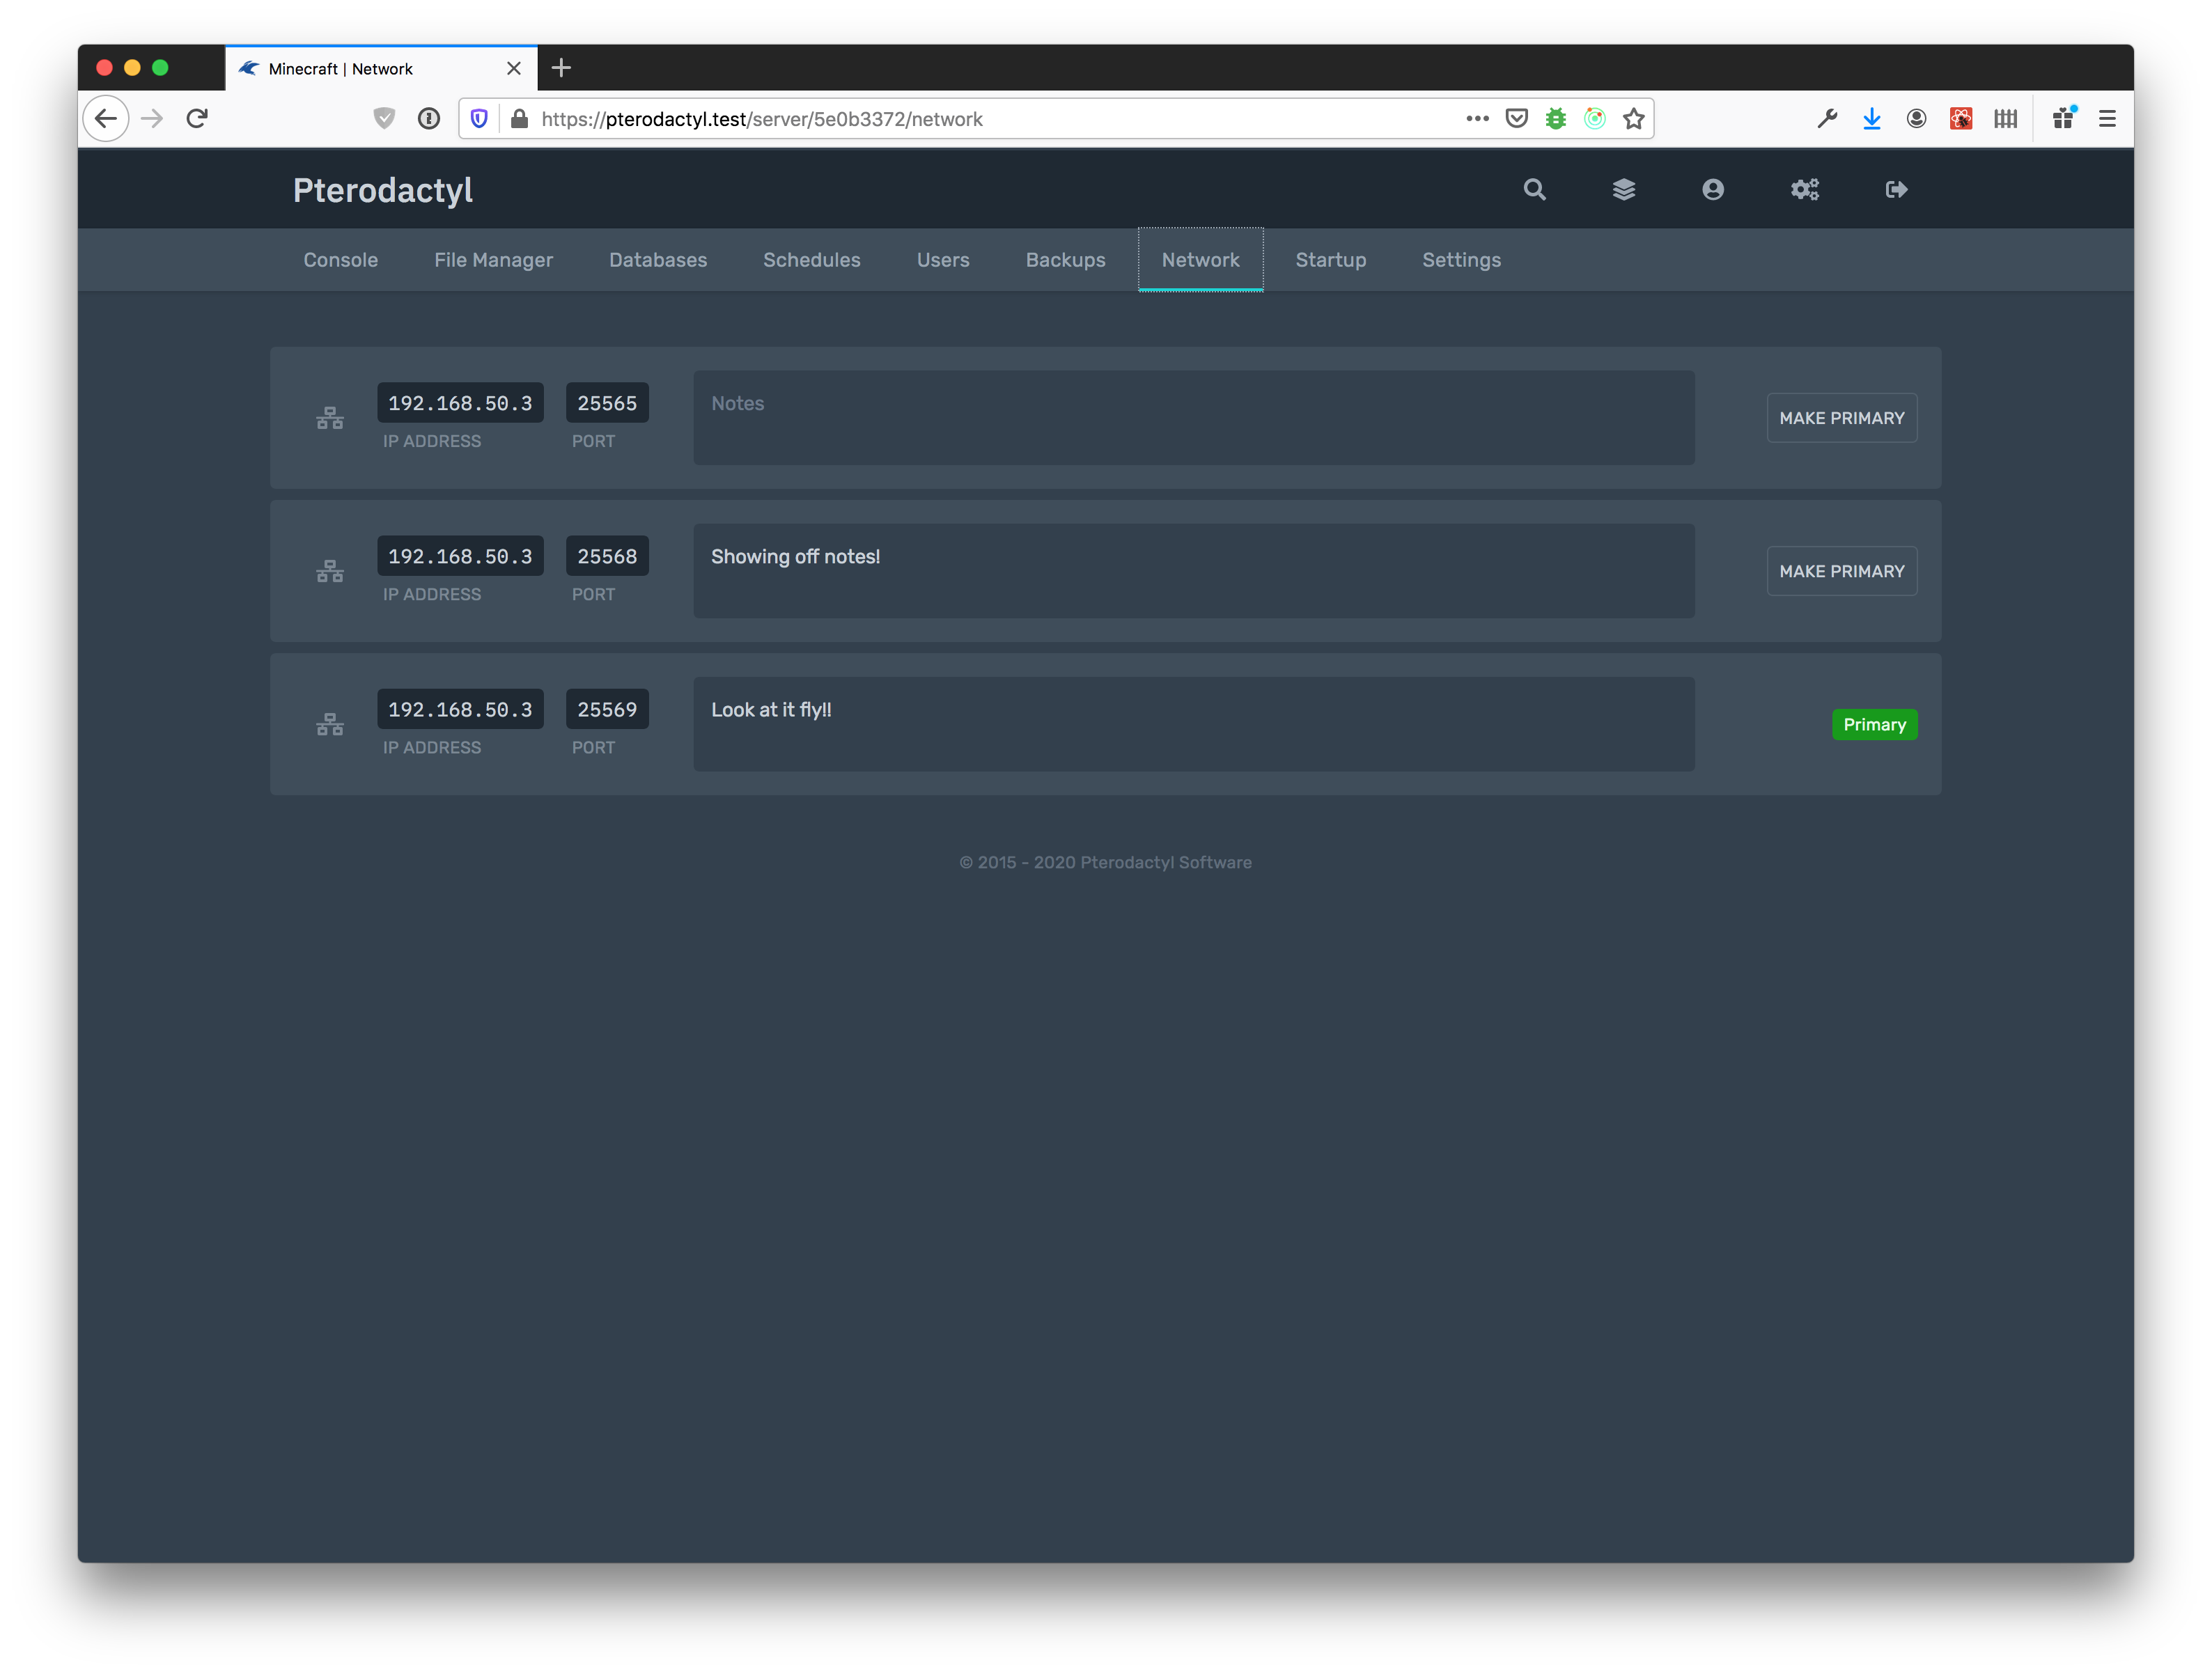 Minecraft | Network
https://pterodactyl.test/server/5e0b3372/network
Pterodactyl
Console File Manager Databases Schedules Users Backups Network Startup Settings
192.168.50.3 25565 Notes
IP ADDRESS PORT
MAKE PRIMARY
192.168.50.3 25568 Showing off notes!
IP ADDRESS PORT
MAKE PRIMARY
192.168.50.3 25569 Look at it fly!!
IP ADDRESS PORT
Primary
© 2015 - 2020 Pterodactyl Software